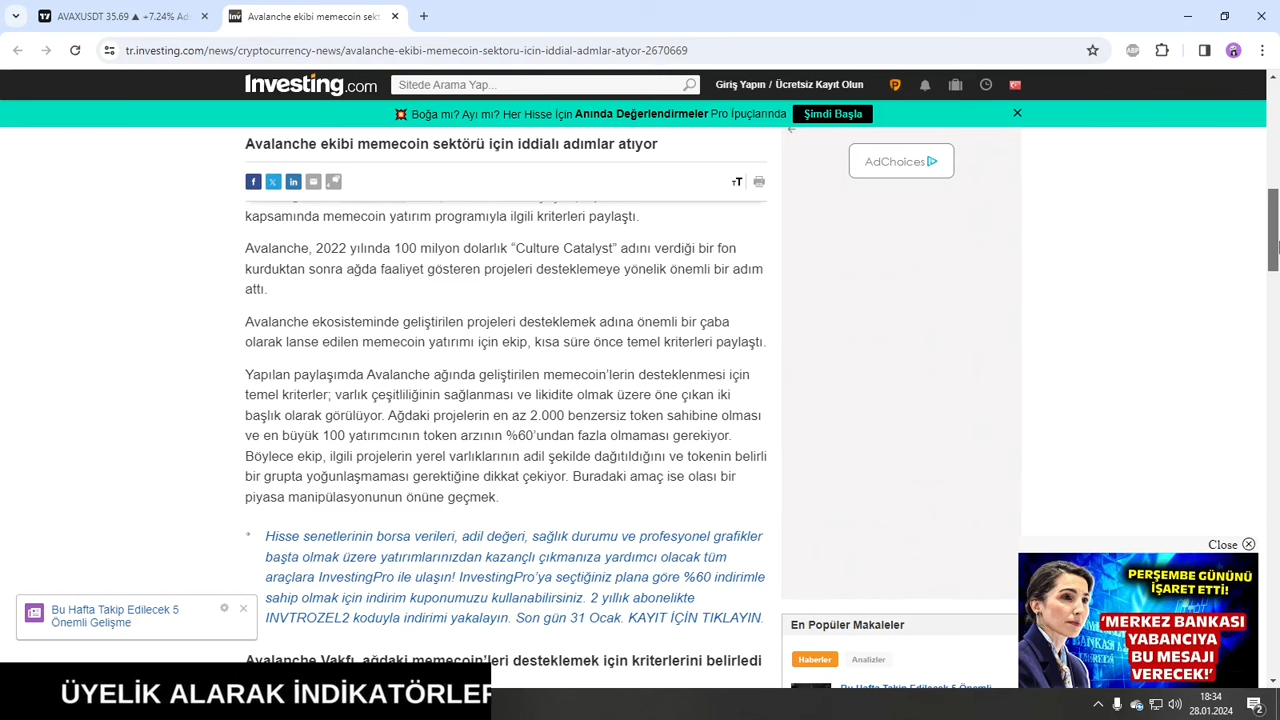 AVAXUSDT 35.69 ▲ +7.24% Ad
Avalanche ekibi memecoin sekt
tr.investing.com/news/cryptocurrency-news/avalanche-ekibi-memecoin-sektoru-icin-iddial-admlar-atyor-2670669
ABP
Investing.com
Sitede Arama Yap...
Giriş Yapın / Ücretsiz Kayıt Olun
Boğa mı? Ayı mı? Her Hisse İçin Anında Değerlendirmeler Pro İpuçlarında
Şimdi Başla
Avalanche ekibi memecoin sektörü için iddialı adımlar atıyor
AdChoices
kapsamında memecoin yatırım programıyla ilgili kriterleri paylaştı.
Avalanche, 2022 yılında 100 milyon dolarlık “Culture Catalyst” adını verdiği bir fon
kurduktan sonra ağda faaliyet gösteren projeleri desteklemeye yönelik önemli bir adım
attı.
Avalanche ekosisteminde geliştirilen projeleri desteklemek adına önemli bir çaba
olarak lanse edilen memecoin yatırımı için ekip, kısa süre önce temel kriterleri paylaştı.
Yapılan paylaşımda Avalanche ağında geliştirilen memecoin’lerin desteklenmesi için
temel kriterler; varlık çeşitliliğinin sağlanması ve likidite olmak üzere öne çıkan iki
başlık olarak görülüyor. Ağdaki projelerin en az 2.000 benzersiz token sahibine olması
ve en büyük 100 yatırımcının token arzının %60’undan fazla olmaması gerekiyor.
Böylece ekip, ilgili projelerin yerel varlıklarının adil şekilde dağıtıldığını ve tokenin belirli
bir grupta yoğunlaşmaması gerektiğine dikkat çekiyor. Buradaki amaç ise olası bir
piyasa manipülasyonunun önüne geçmek.
Hisse senetlerinin borsa verileri, adil değeri, sağlık durumu ve profesyonel grafikler
başta olmak üzere yatırımlarınızdan kazançlı çıkmanıza yardımcı olacak tüm
araçlara InvestingPro ile ulaşın! InvestingPro’ya seçtiğiniz plana göre %60 indirimle
sahip olmak için indirim kuponumuzu kullanabilirsiniz. 2 yıllık abonelikte
INVTROZEL2 koduyla indirimi yakalayın. Son gün 31 Ocak. KAYIT İÇİN TIKLAYIN.
Avalanche Vakfı, ağdaki memecoin’leri desteklemek için kriterlerini belirledi
Bu Hafta Takip Edilecek 5
Önemli Gelişme
Close
PERŞEMBE GÜNÜNÜ
İŞARET ETTİ!
'MERKEZ BANKASI
YABANCIYA
BU MESAJI
VERECEK!'
En Popüler Makaleler
Haberler
Analizler
Bu Hafta Takip Edilecek 5 Önemli
ÜYELİK ALARAK İNDİKATÖRLER
18:34
28.01.2024
2